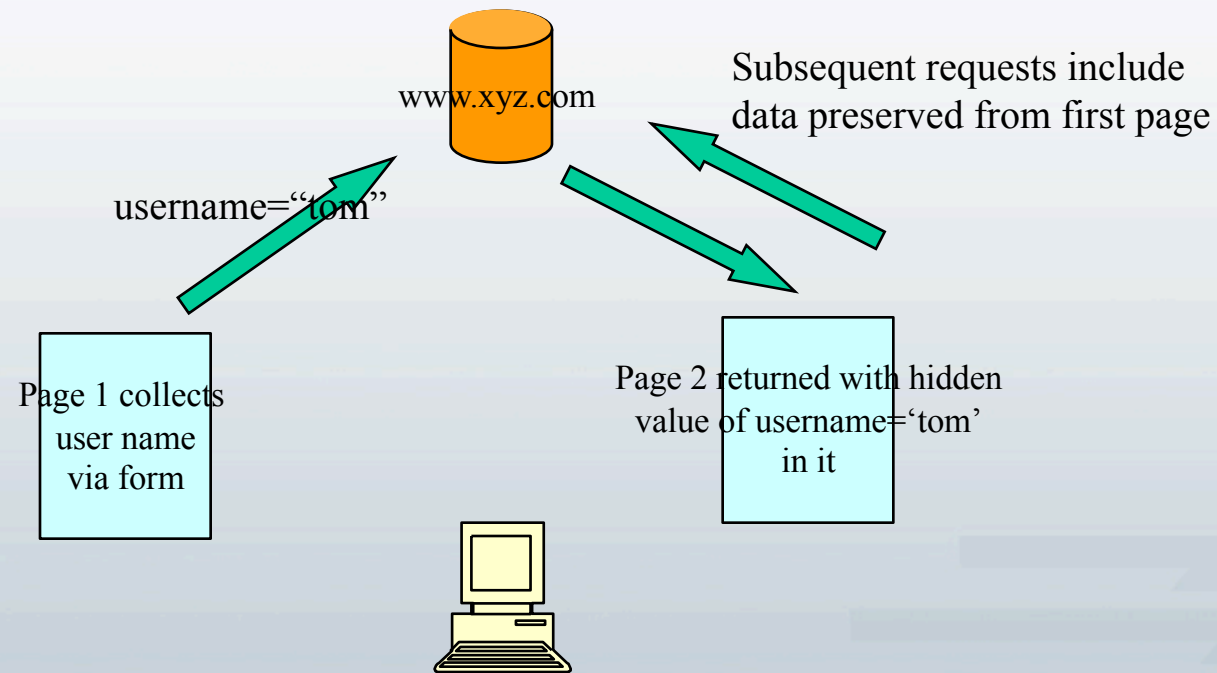 www.xyz.com
Subsequent requests include
data preserved from first page
username=“tom”
Page 1 collects
user name
via form
Page 2 returned with hidden
value of username=‘tom’
in it